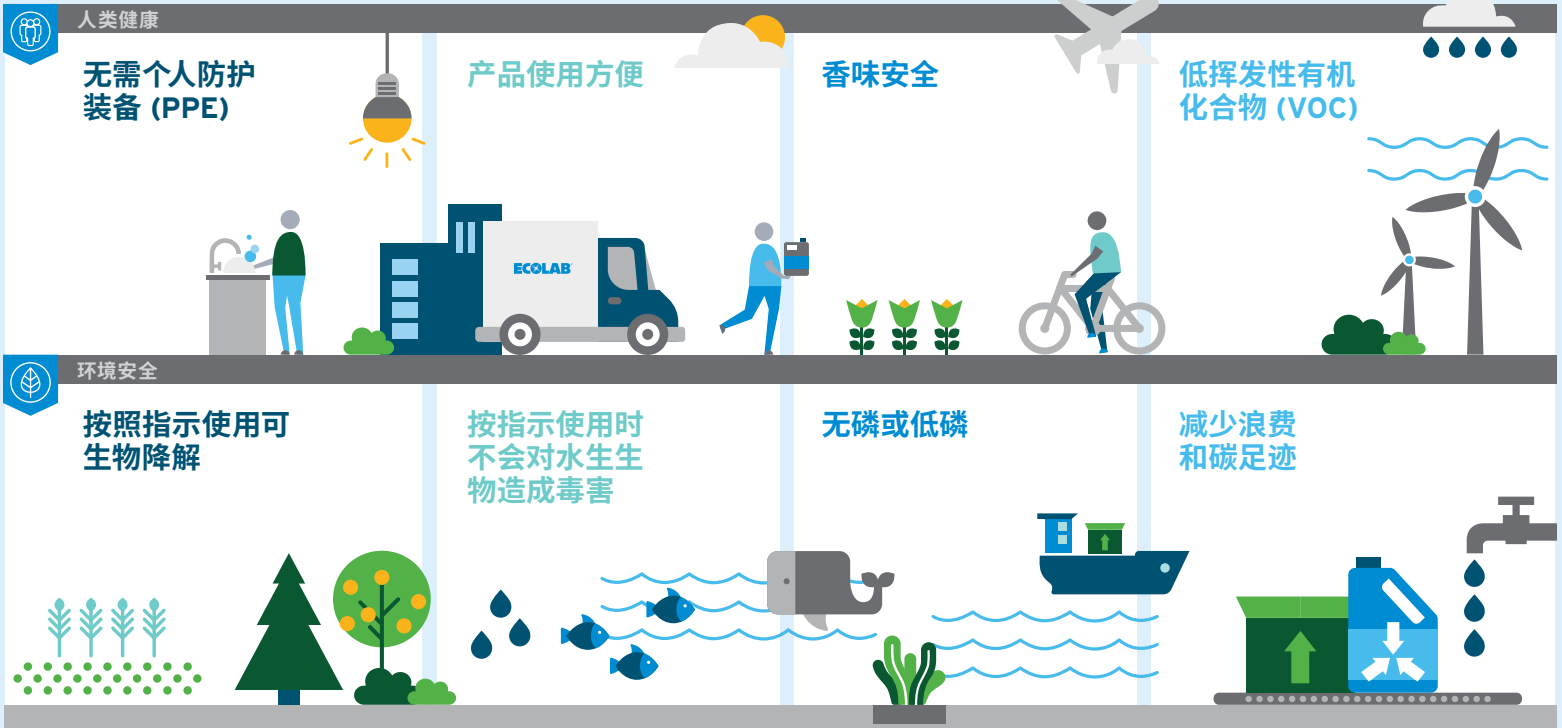 人类健康
无需个人防护
装备 (PPE)
产品使用方便
香味安全
低挥发性有机
化合物 (VOC)
ECOLAB
环境安全
按照指示使用可
生物降解
按指示使用时
不会对水生生
物造成毒害
无磷或低磷
减少浪费
和碳足迹